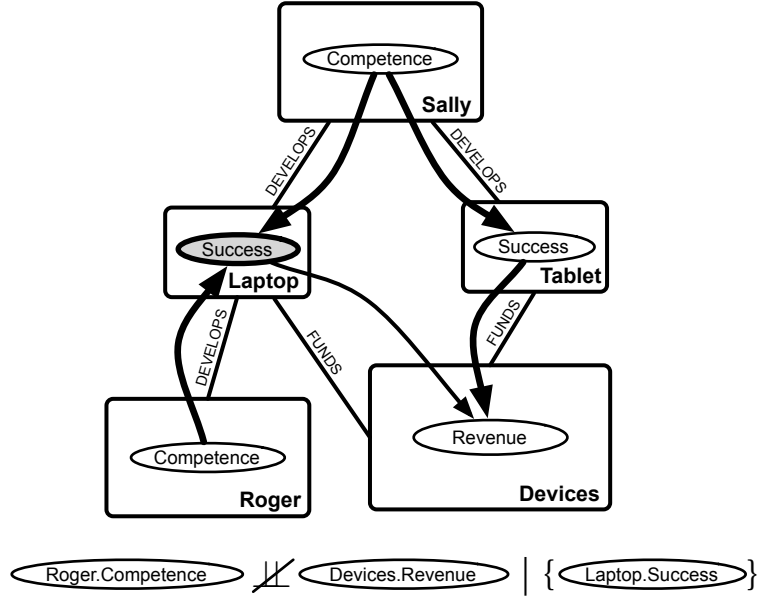 Competence
Sally
DEVELOPS
DEVELOPS
Success
Laptop
Success
Tablet
DEVELOPS
FUNDS
FUNDS
Competence
Roger
Revenue
Devices
Roger.Competence ⫫̸ Devices.Revenue | { Laptop.Success }